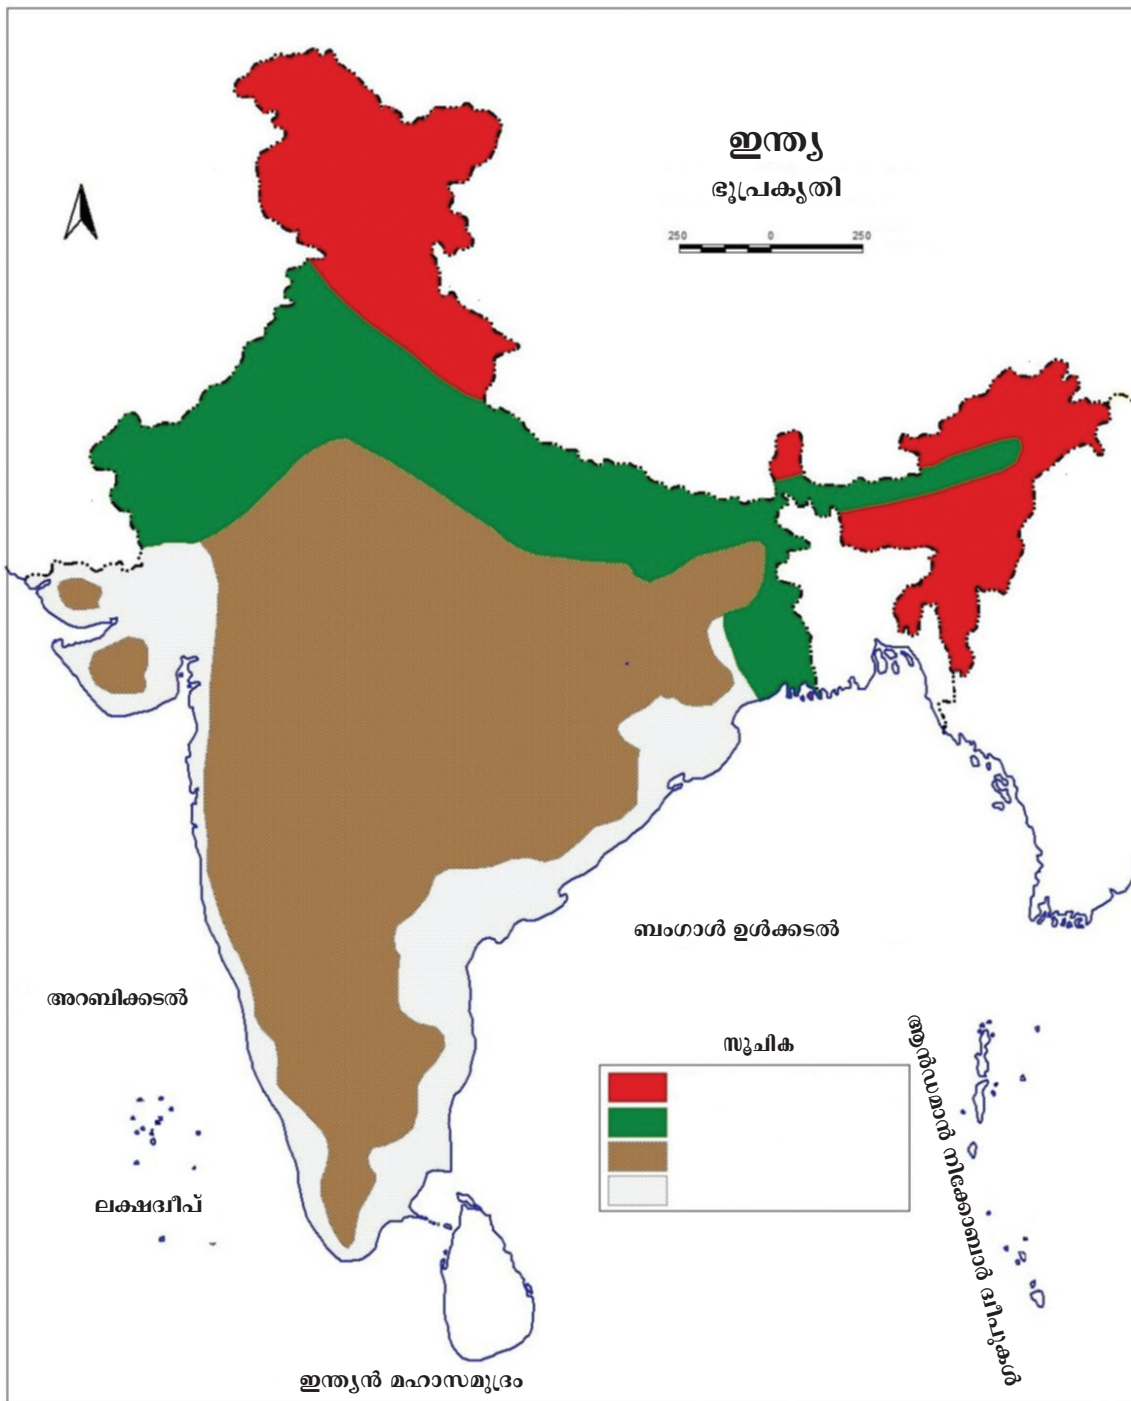 ഇന്ത്യ
ഭൂപ്രകൃതി
250 0 250
ബംഗാൾ ഉൾക്കടൽ
അറബിക്കടൽ
സൂചിക
ആൻഡമാൻ നിക്കോബാർ ദ്വീപുകൾ
ലക്ഷദ്വീപ്
ഇന്ത്യൻ മഹാസമുദ്രം